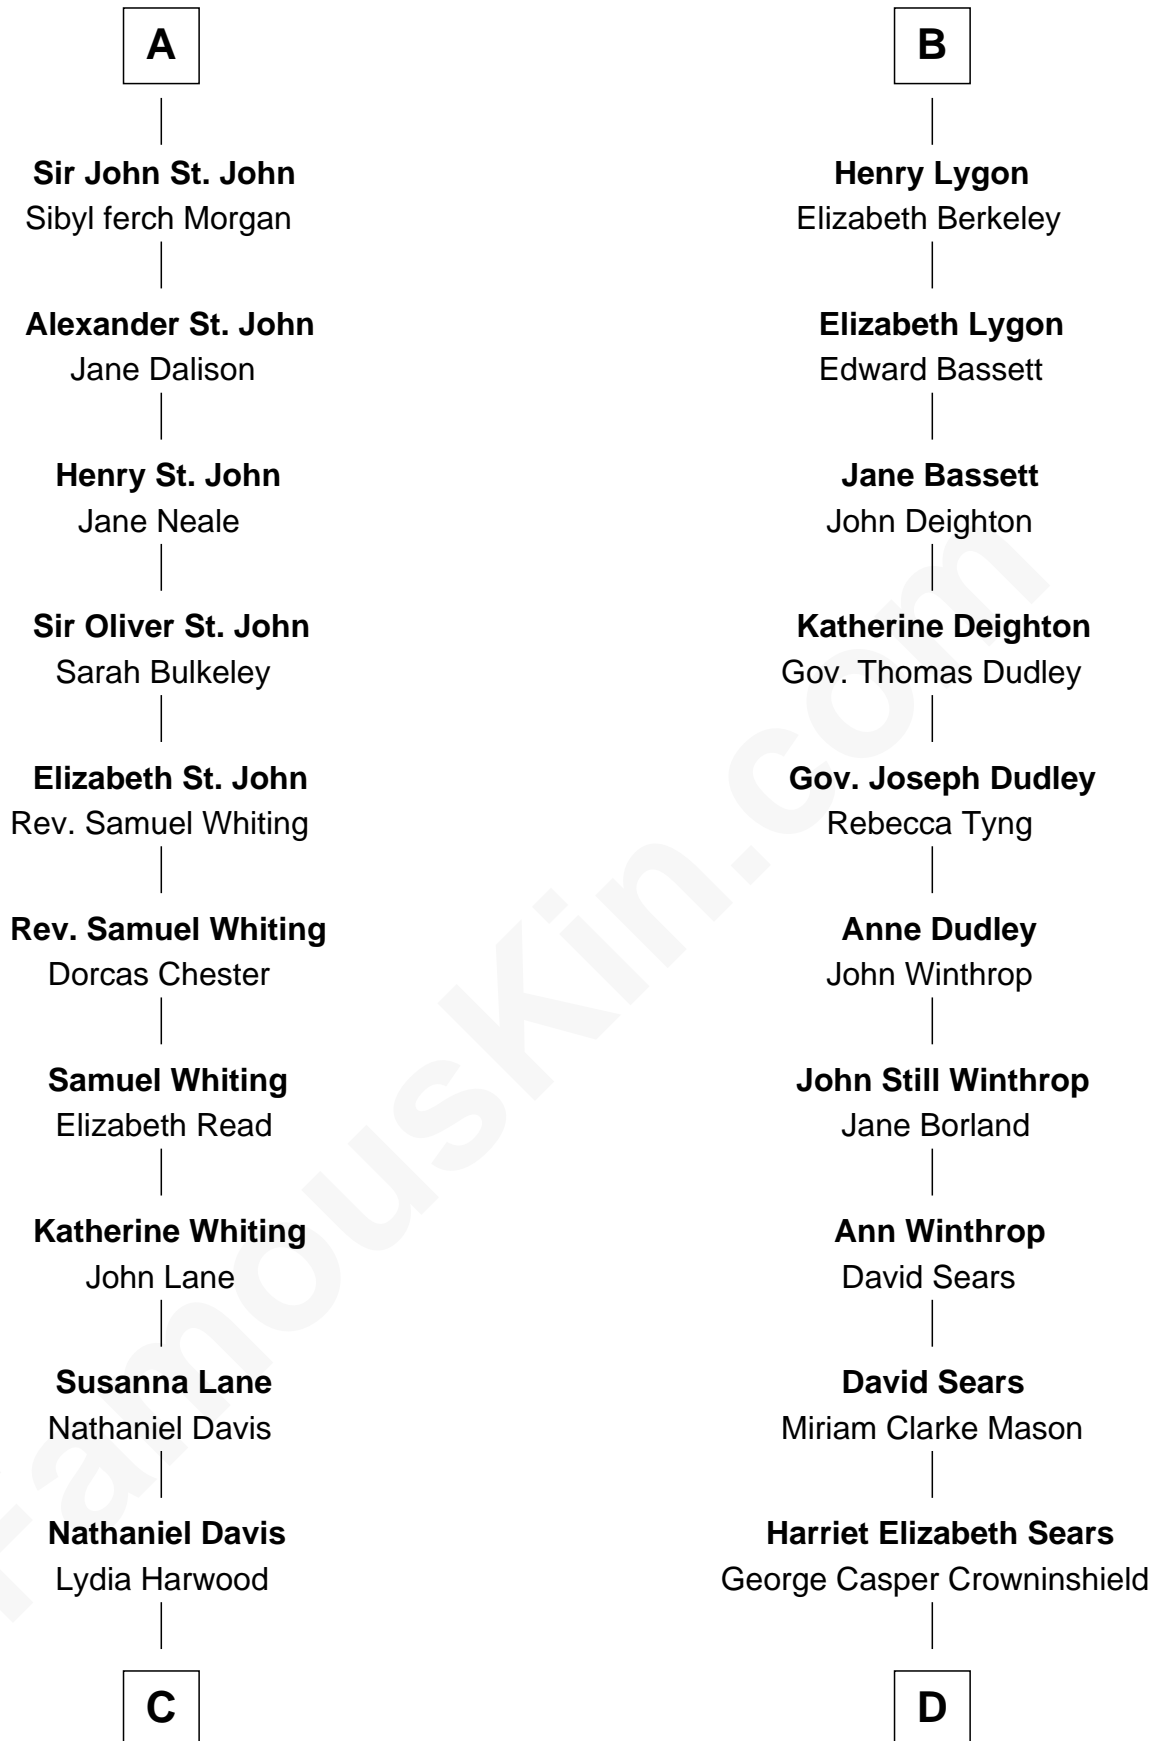 A
Sir John St. John
Sibyl ferch Morgan
Alexander St. John
Jane Dalison
Henry St. John
Jane Neale
Sir Oliver St. John
Sarah Bulkeley
Elizabeth St. John
Rev. Samuel Whiting
Rev. Samuel Whiting
Dorcas Chester
Samuel Whiting
Elizabeth Read
Katherine Whiting
John Lane
Susanna Lane
Nathaniel Davis
Nathaniel Davis
Lydia Harwood
C
B
Henry Lygon
Elizabeth Berkeley
Elizabeth Lygon
Edward Bassett
Jane Bassett
John Deighton
Katherine Deighton
Gov. Thomas Dudley
Gov. Joseph Dudley
Rebecca Tyng
Anne Dudley
John Winthrop
John Still Winthrop
Jane Borland
Ann Winthrop
David Sears
David Sears
Miriam Clarke Mason
Harriet Elizabeth Sears
George Casper Crowninshield
D
FamousKin.com